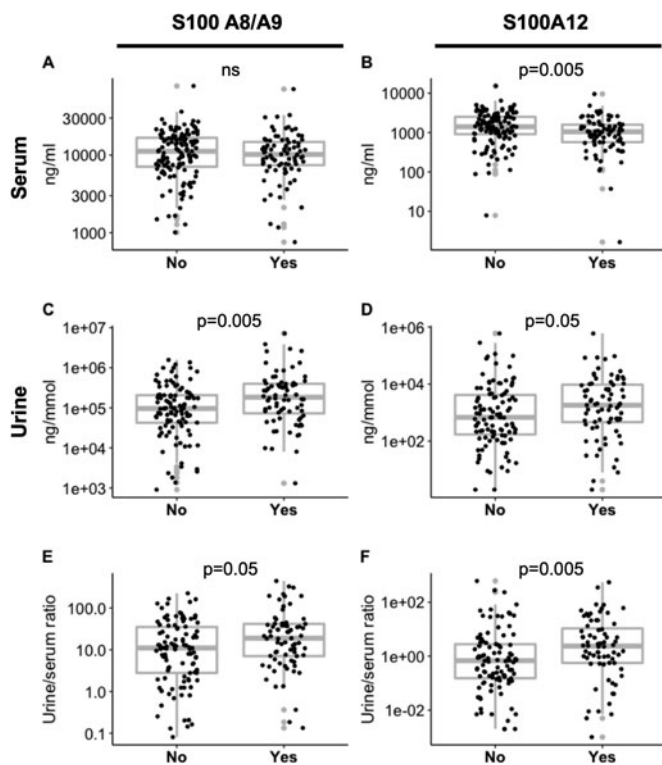 S100 A8/A9
S100A12
Serum
Urine
A
ns
ng/ml
30000
10000
3000
1000
No
Yes
B
p=0.005
ng/ml
10000
1000
100
10
No
Yes
C
p=0.005
ng/mmol
1e+07
1e+06
1e+05
1e+04
1e+03
No
Yes
D
p=0.05
ng/mmol
1e+06
1e+04
1e+02
No
Yes
E
p=0.05
Urine/serum ratio
100.0
10.0
1.0
0.1
No
Yes
F
p=0.005
Urine/serum ratio
1e+02
1e+00
1e-02
No
Yes